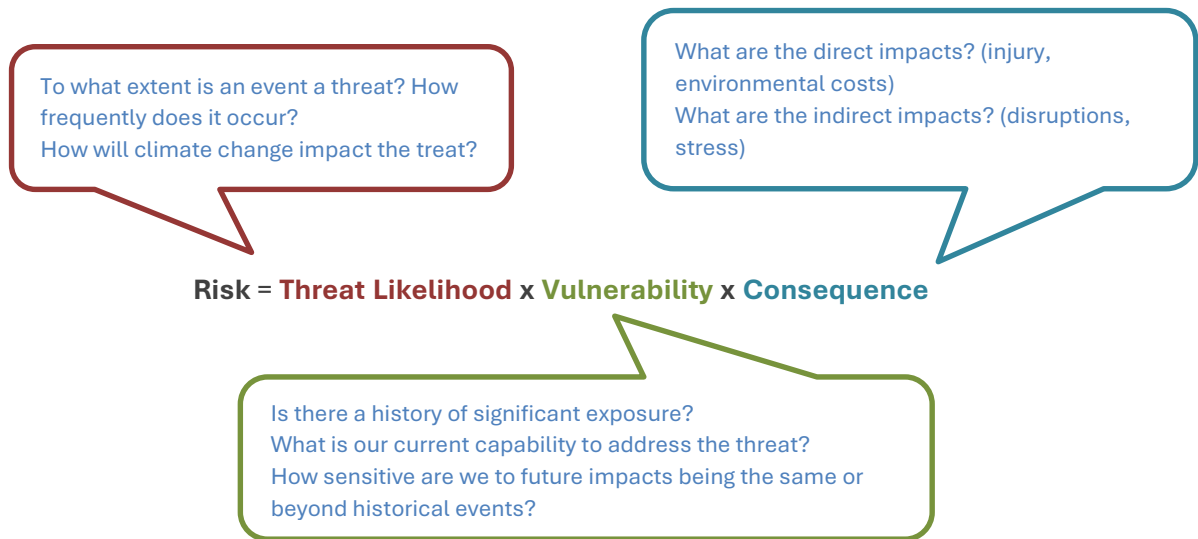 To what extent is an event a threat? How
frequently does it occur?
How will climate change impact the treat?
What are the direct impacts? (injury,
environmental costs)
What are the indirect impacts? (disruptions,
stress)
Risk = Threat Likelihood x Vulnerability x Consequence
Is there a history of significant exposure?
What is our current capability to address the threat?
How sensitive are we to future impacts being the same or
beyond historical events?